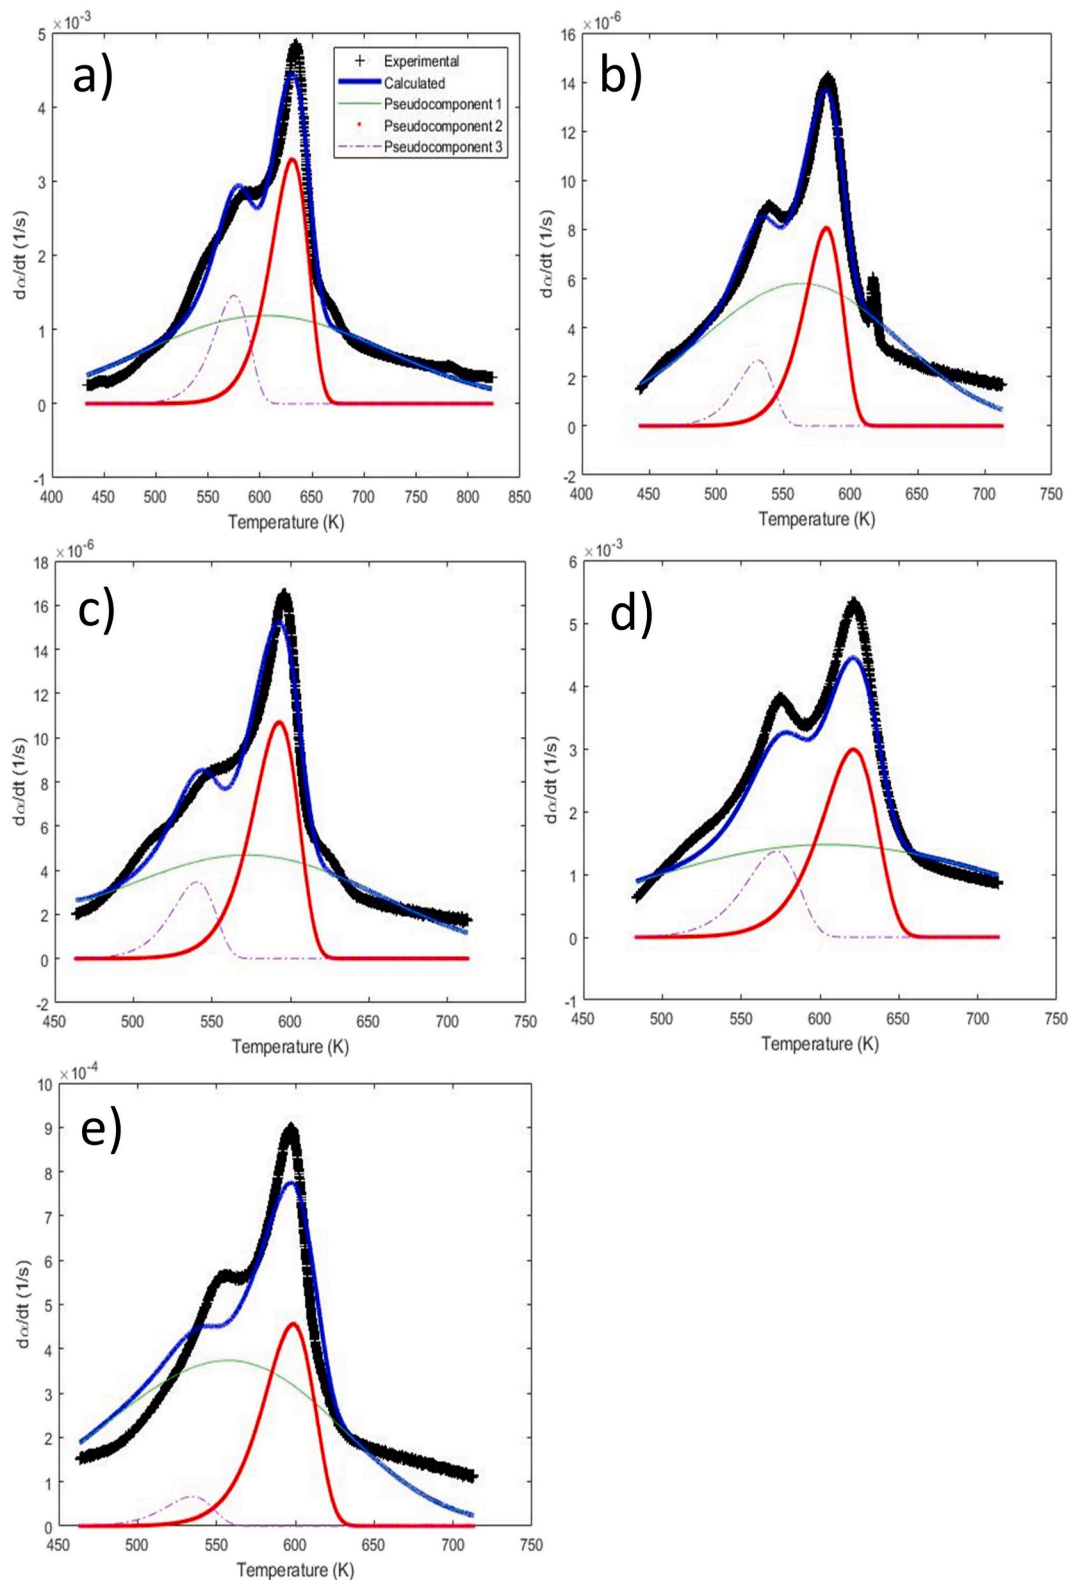 ×10⁻³
a)
Experimental
Calculated
Pseudocomponent 1
Pseudocomponent 2
Pseudocomponent 3
5
4
3
2
1
0
-1
dα/dt (1/s)
400 450 500 550 600 650 700 750 800 850
Temperature (K)
×10⁻⁶
b)
16
14
12
10
8
6
4
2
0
-2
dα/dt (1/s)
400 450 500 550 600 650 700 750
Temperature (K)
×10⁻⁶
c)
18
16
14
12
10
8
6
4
2
0
-2
dα/dt (1/s)
450 500 550 600 650 700 750
Temperature (K)
×10⁻³
d)
6
5
4
3
2
1
0
-1
dα/dt (1/s)
450 500 550 600 650 700 750
Temperature (K)
×10⁻⁴
e)
10
9
8
7
6
5
4
3
2
1
0
dα/dt (1/s)
450 500 550 600 650 700 750
Temperature (K)